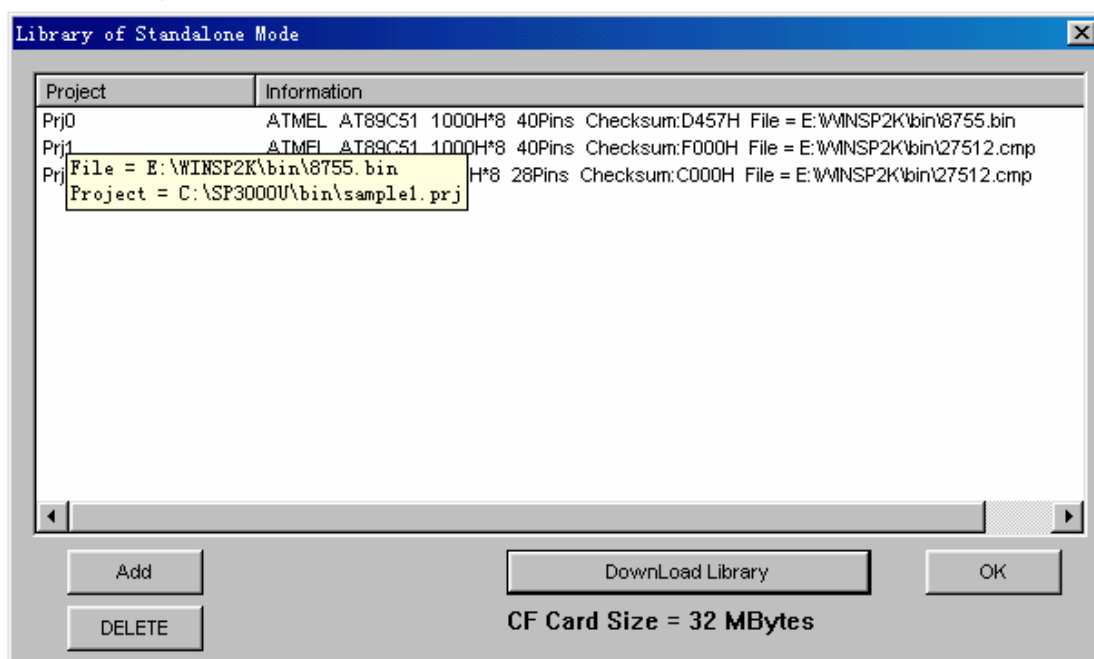 Library of Standalone Mode
Project Information
Prj0 ATMEL AT89C51 1000H*8 40Pins Checksum:D457H File = E:\WINSP2K\bin\8755.bin
Prj1 ATMEL AT89C51 1000H*8 40Pins Checksum:F000H File = E:\WINSP2K\bin\27512.cmp
File = E:\WINSP2K\bin\8755.bin
Prj H*8 28Pins Checksum:C000H File = E:\WINSP2K\bin\27512.cmp
Project = C:\SP3000U\bin\sample1.prj
Add DownLoad Library OK
DELETE CF Card Size = 32 MBytes